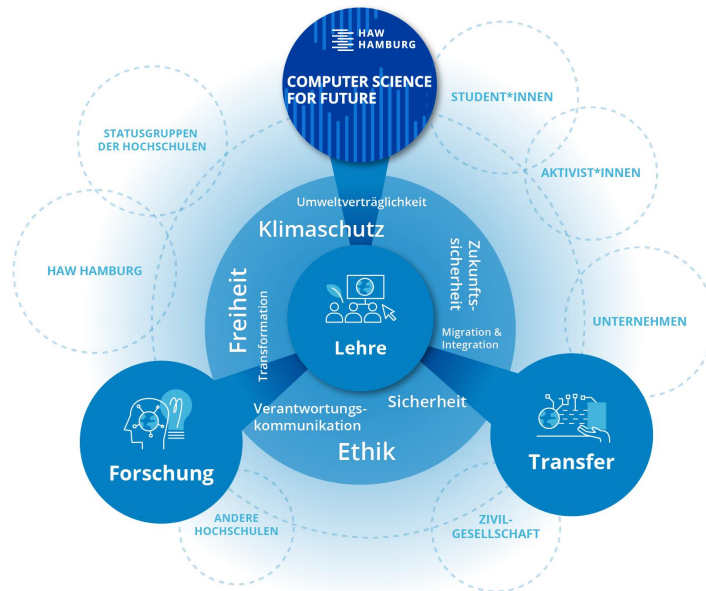 HAW
HAMBURG
COMPUTER SCIENCE
FOR FUTURE
STUDENT*INNEN
STATUSGRUPPEN
DER HOCHSCHULEN
AKTIVIST*INNEN
Umweltverträglichkeit
Klimaschutz
Zukunfts-
sicherheit
HAW HAMBURG
Freiheit
Transformation
UNTERNEHMEN
Migration &
Integration
Lehre
Verantwortungs-
kommunikation
Sicherheit
Ethik
Forschung
Transfer
ANDERE
HOCHSCHULEN
ZIVIL-
GESELLSCHAFT